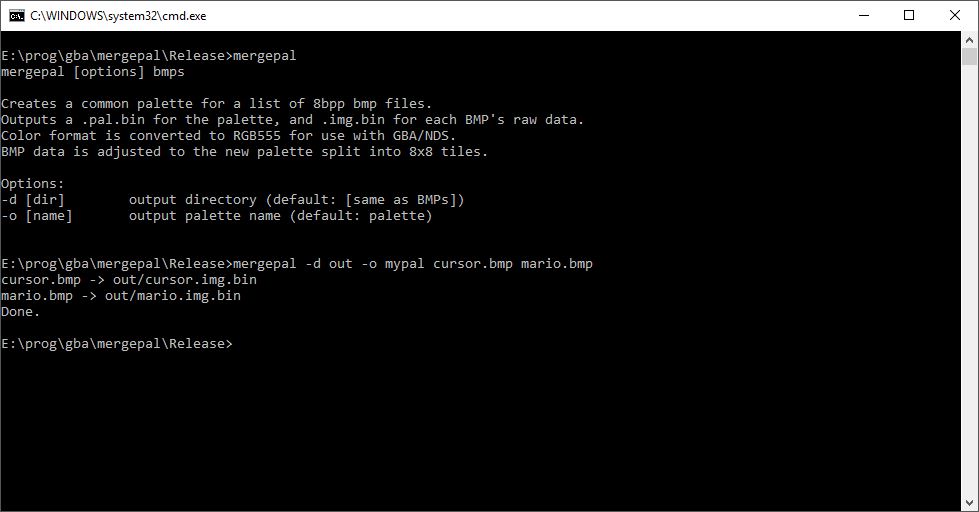 C:\WINDOWS\system32\cmd.exe
E:\prog\gba\mergepal\Release>mergepal
mergepal [options] bmps
Creates a common palette for a list of 8bpp bmp files.
Outputs a .pal.bin for the palette, and .img.bin for each BMP's raw data.
Color format is converted to RGB555 for use with GBA/NDS.
BMP data is adjusted to the new palette split into 8x8 tiles.
Options:
-d [dir]        output directory (default: [same as BMPs])
-o [name]       output palette name (default: palette)
E:\prog\gba\mergepal\Release>mergepal -d out -o mypal cursor.bmp mario.bmp
cursor.bmp -> out/cursor.img.bin
mario.bmp -> out/mario.img.bin
Done.
E:\prog\gba\mergepal\Release>